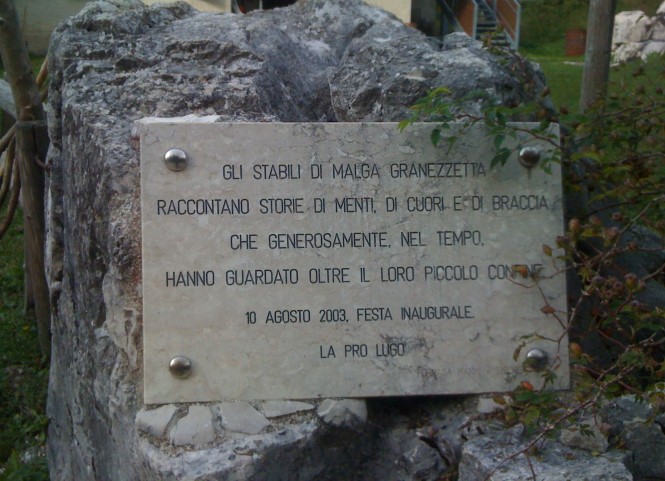 GLI STABILI DI MALGA GRANEZZETTA
RACCONTANO STORIE DI MENTI, DI CUORI E DI BRACCIA
CHE GENEROSAMENTE, NEL TEMPO,
HANNO GUARDATO OLTRE IL LORO PICCOLO CONFINE.
10 AGOSTO 2003, FESTA INAUGURALE.
LA PRO LUGO